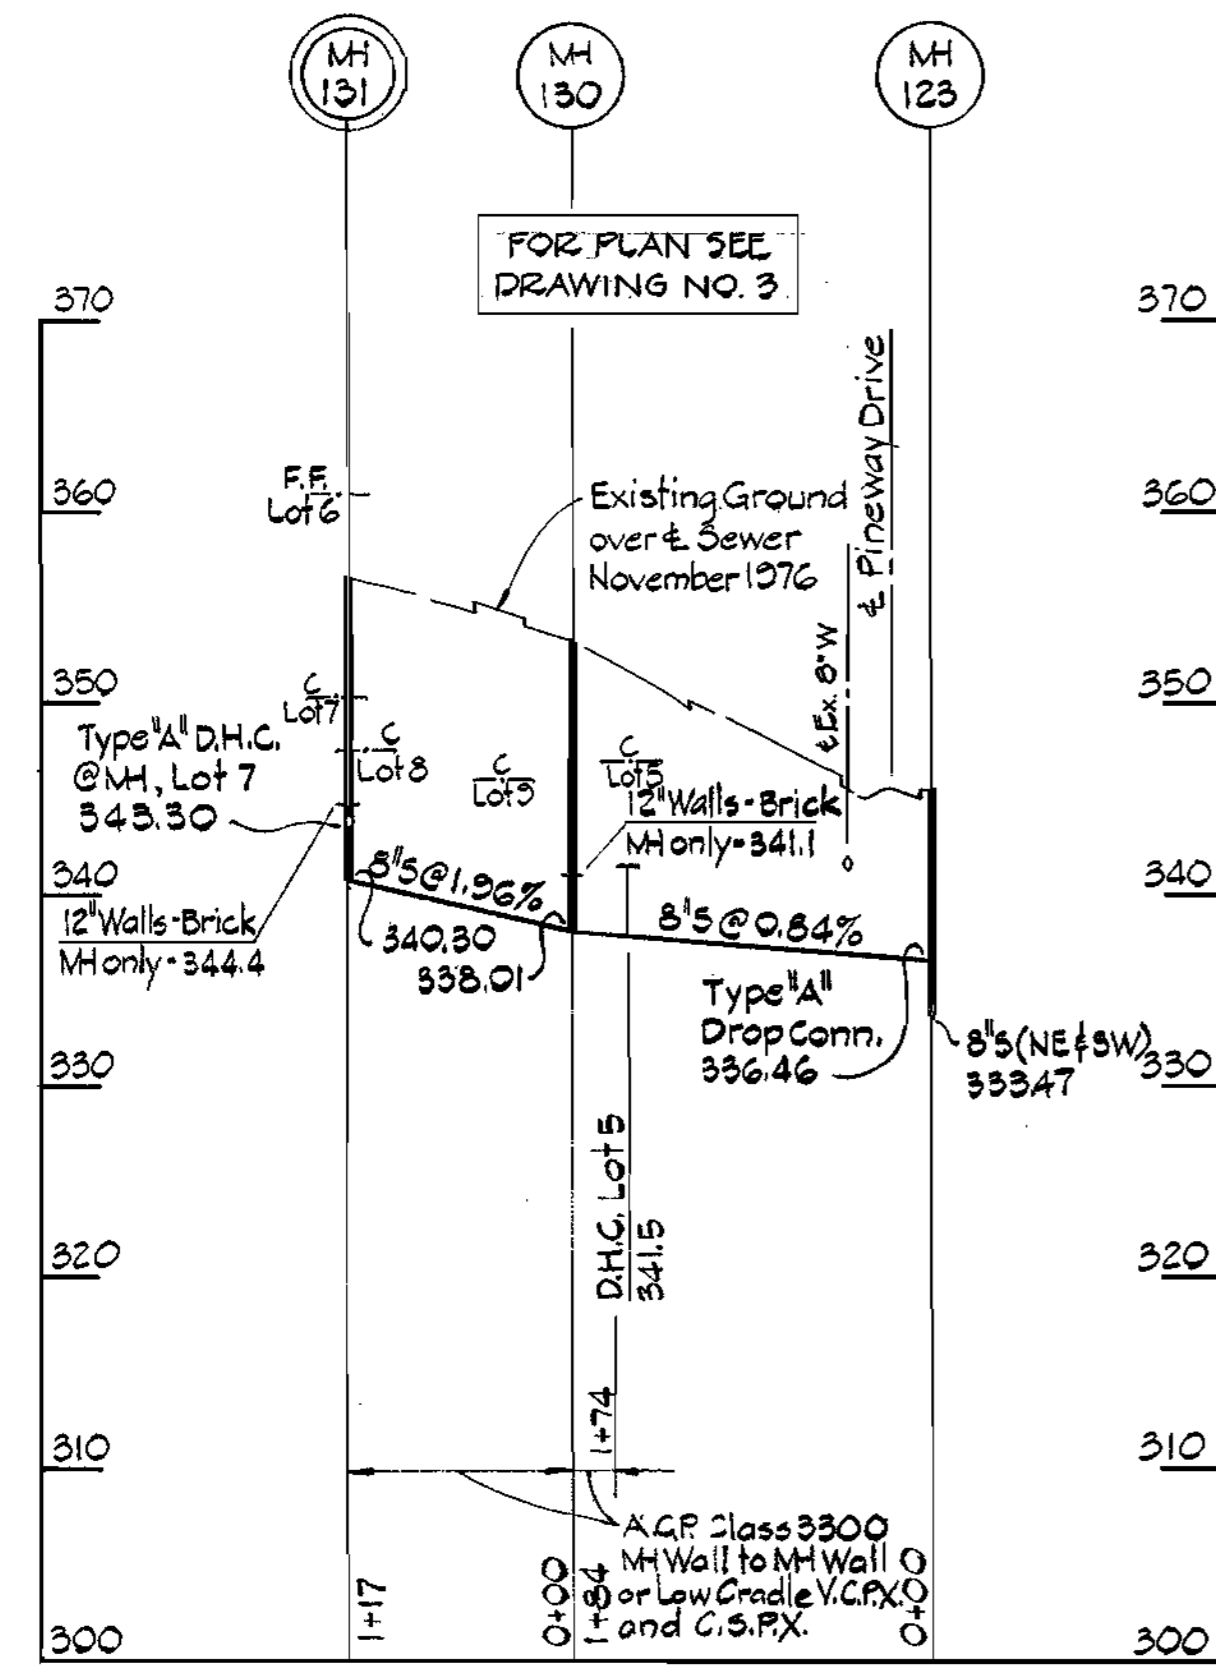 MH
131
MH
130
MH
123
FOR PLAN SEE
DRAWING NO. 3
370
370
F.F.
Lot 6
360
Existing Ground
over ℄ Sewer
November 1976
℄ Pineway Drive
360
350
C
Lot 7
C
Lot 8
C
Lot 9
C
Lot 5
℄ Ex. 8"W
350
Type "A" D.H.C.
@ MH, Lot 7
343.30
12" Walls-Brick
MH only-341.1
340
8"S @ 1.96%
8"S @ 0.84%
340
12" Walls-Brick
MH only-344.4
340.30
338.01
Type "A"
Drop Conn.
336.46
8"S (NE & SW)
333.47
330
330
D.H.C. Lot 5
341.5
320
320
1+74
310
310
A.C.P. Class 3300
MH Wall to MH Wall
or Low Cradle V.C.P.X.
and C.S.P.X.
1+17
0+00
1+84
0+00
300
300